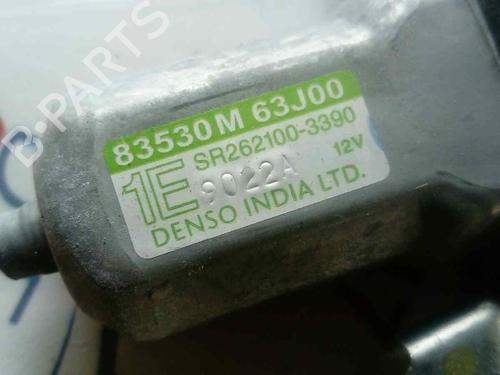 B-PARTS
83530M 63J00
1E SR262100-3390
9022A 12V
DENSO INDIA LTD.